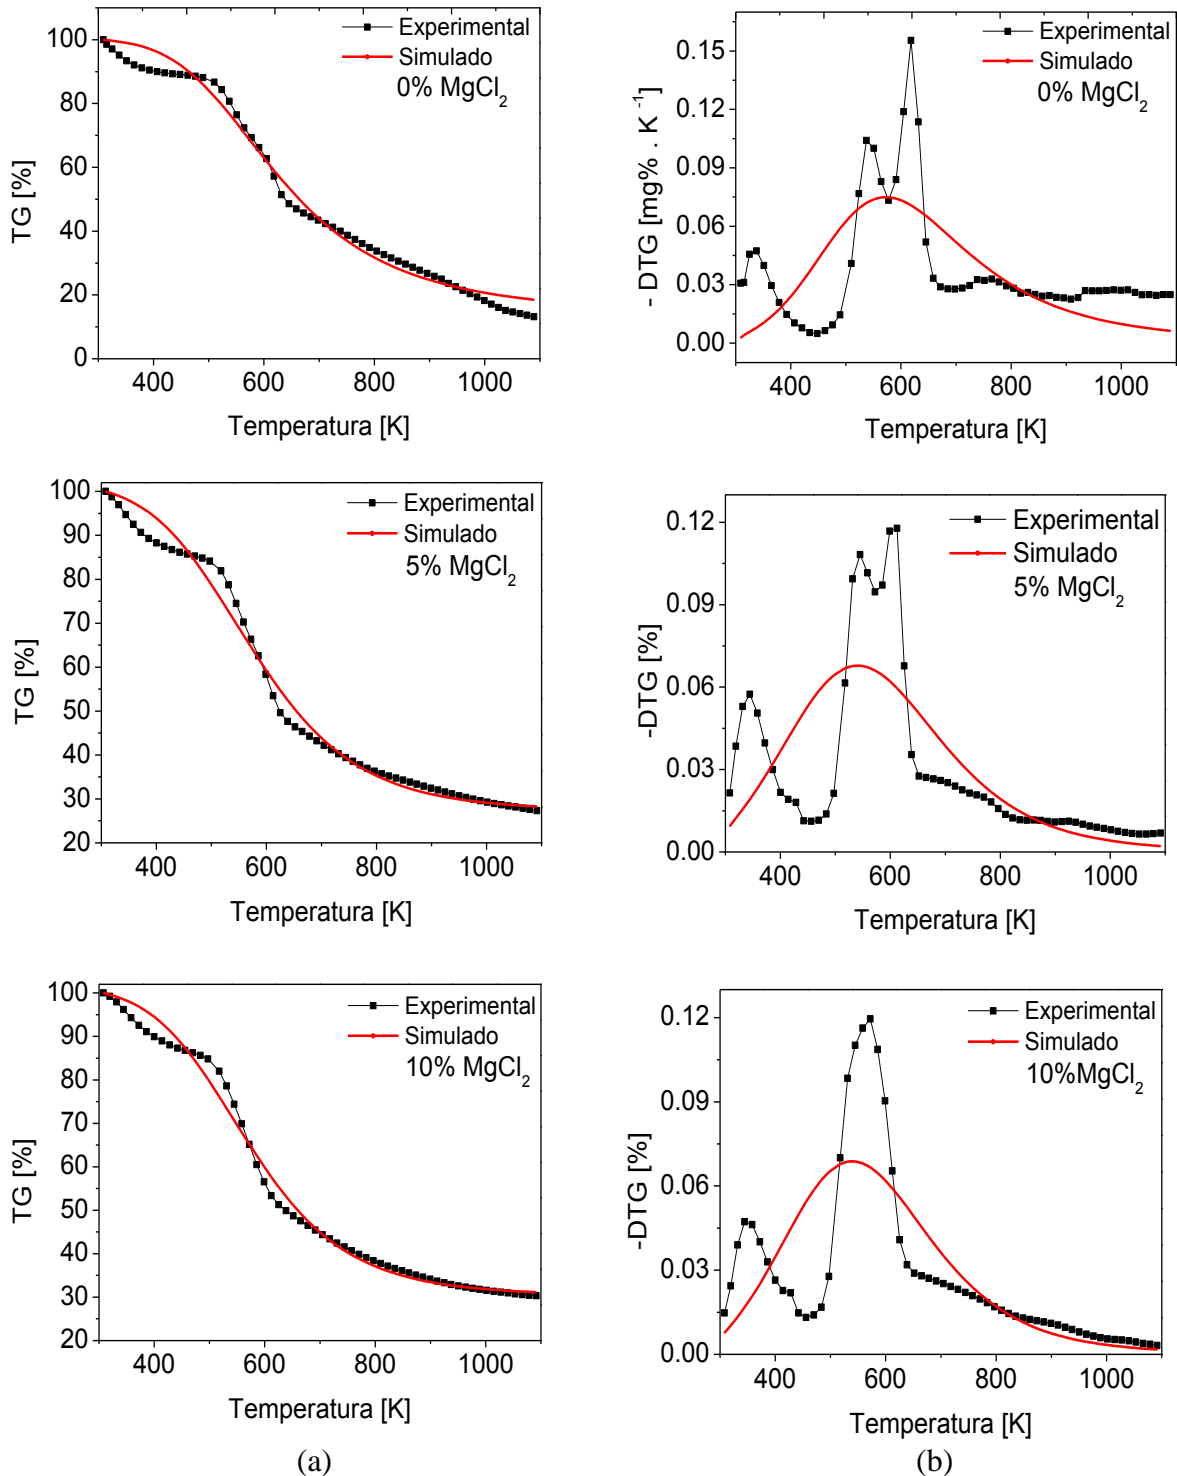 Experimental
Simulado
0% MgCl₂
TG [%]
100
80
60
40
20
0
400 600 800 1000
Temperatura [K]
Experimental
Simulado
0% MgCl₂
- DTG [mg% . K⁻¹]
0.15
0.12
0.09
0.06
0.03
0.00
400 600 800 1000
Temperatura [K]
Experimental
Simulado
5% MgCl₂
TG [%]
100
90
80
70
60
50
40
30
20
400 600 800 1000
Temperatura [K]
Experimental
Simulado
5% MgCl₂
-DTG [%]
0.12
0.09
0.06
0.03
0.00
400 600 800 1000
Temperatura [K]
Experimental
Simulado
10% MgCl₂
TG [%]
100
90
80
70
60
50
40
30
20
400 600 800 1000
Temperatura [K]
Experimental
Simulado
10%MgCl₂
-DTG [%]
0.12
0.09
0.06
0.03
0.00
400 600 800 1000
Temperatura [K]
(a)
(b)